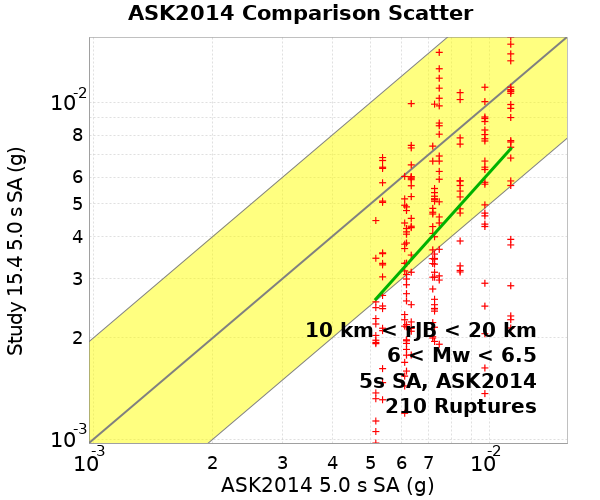 ASK2014 Comparison Scatter
Study 15.4 5.0 s SA (g)
10^-2
8
6
5
4
3
2
10^-3
10 km < rJB < 20 km
6 < Mw < 6.5
5s SA, ASK2014
210 Ruptures
10^-3 2 3 4 5 6 7 10^-2
ASK2014 5.0 s SA (g)